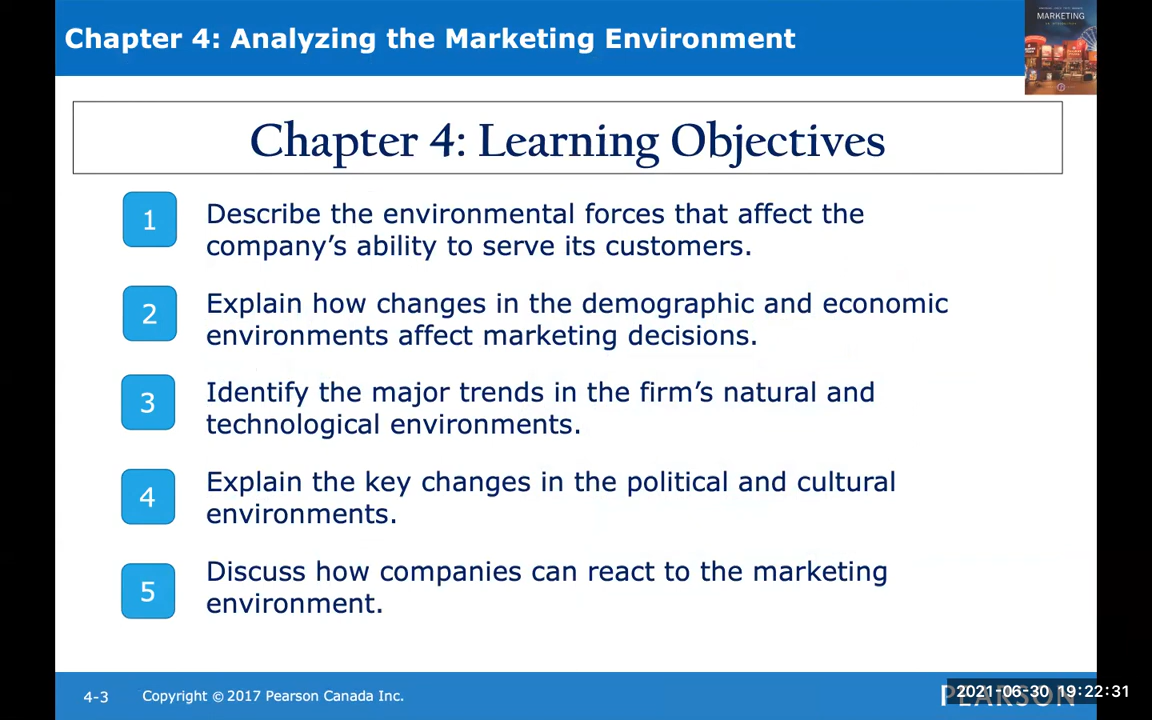 Chapter 4: Analyzing the Marketing Environment
MARKETING
Chapter 4: Learning Objectives
1
Describe the environmental forces that affect the
company’s ability to serve its customers.
2
Explain how changes in the demographic and economic
environments affect marketing decisions.
3
Identify the major trends in the firm’s natural and
technological environments.
4
Explain the key changes in the political and cultural
environments.
5
Discuss how companies can react to the marketing
environment.
4-3
Copyright © 2017 Pearson Canada Inc.
PEARSON
2021-06-30 19:22:31